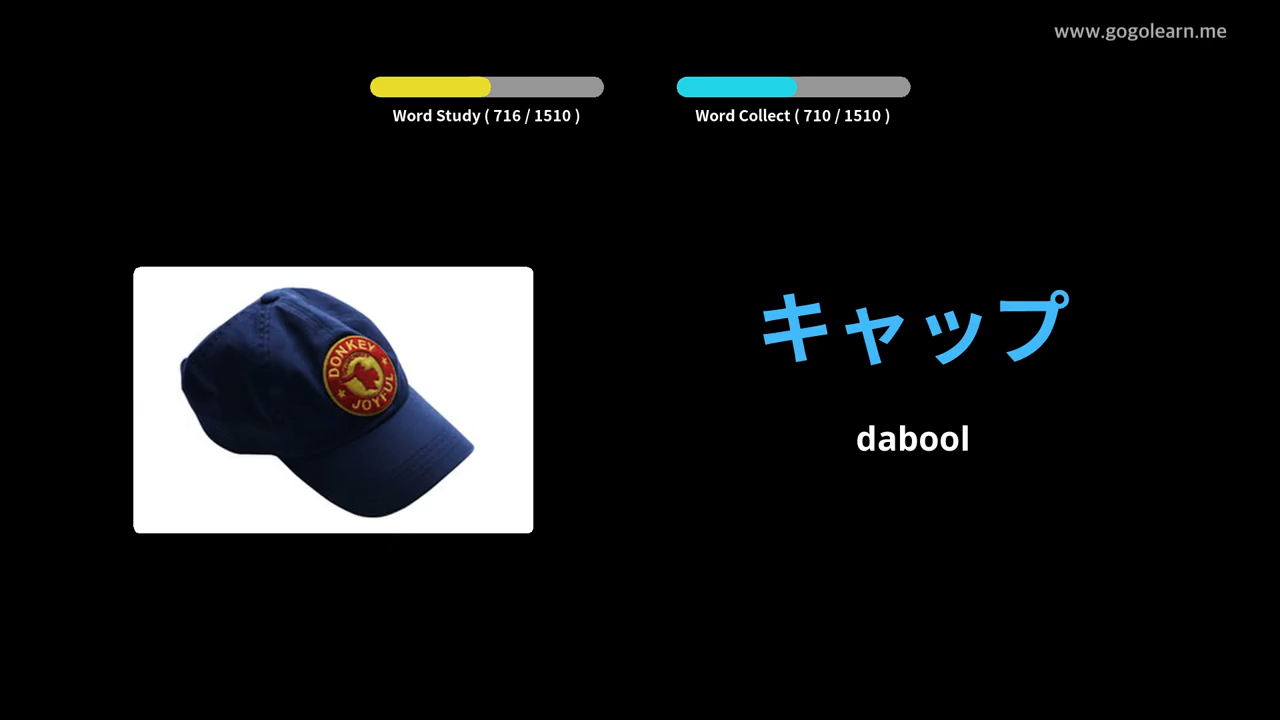 www.gogolearn.me
Word Study ( 716 / 1510 )
Word Collect ( 710 / 1510 )
DONKEY
JOYFUL
キャップ
dabool